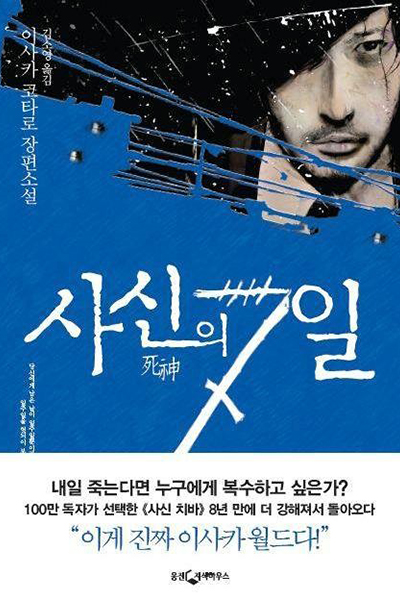 이사카 코타로 장편소설
김소영 옮김
사신의 7일
死神
내일 죽는다면 누구에게 복수하고 싶은가?
100만 독자가 선택한 《사신 치바》 8년 만에 더 강해져서 돌아오다
“이게 진짜 이사카 월드다!”
웅진 지식하우스